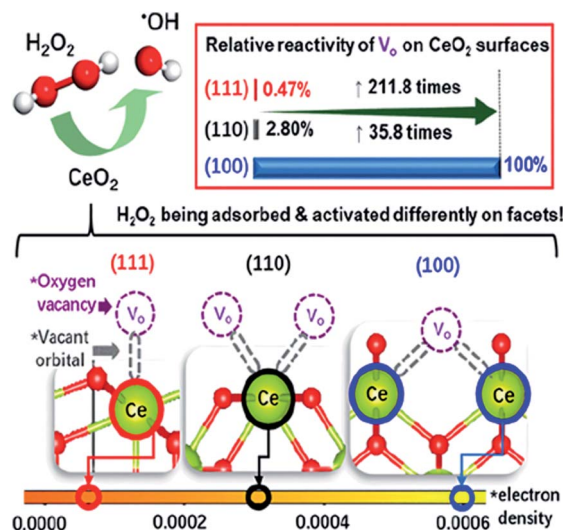 •OH
H₂O₂
CeO₂
Relative reactivity of Vₒ on CeO₂ surfaces
(111) 0.47% ↑ 211.8 times
(110) 2.80% ↑ 35.8 times
(100) 100%
H₂O₂ being adsorbed & activated differently on facets!
(111) (110) (100)
*Oxygen vacancy
Vₒ Vₒ Vₒ Vₒ
*Vacant orbital
Ce Ce Ce Ce
*electron density
0.0000 0.0002 0.0004 0.0006